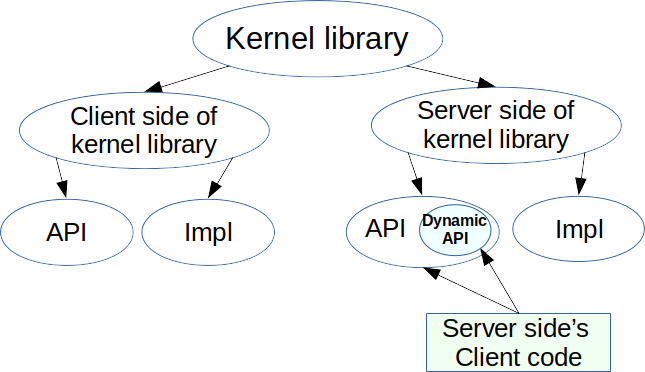 Kernel library
Client side of
kernel library
Server side of
kernel library
API
Impl
API
Dynamic
API
Impl
Server side’s
Client code